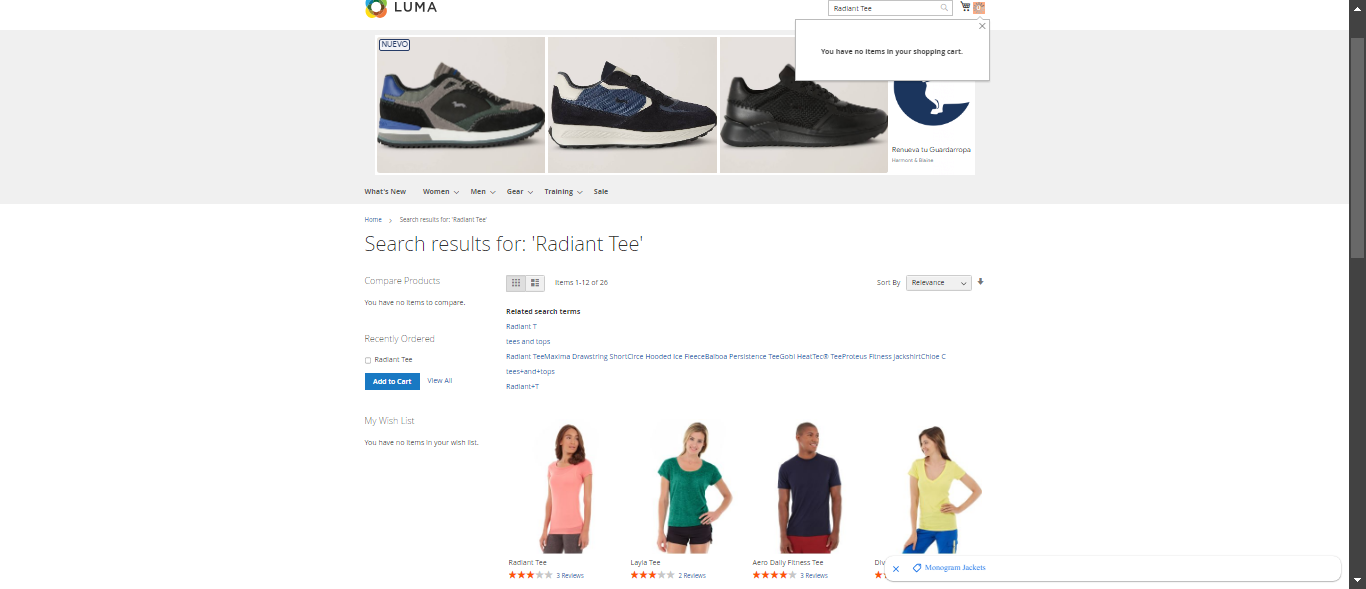 LUMA
Radiant Tee
You have no items in your shopping cart.
NUEVO
Renueva tu Guardarropa
Harmont & Blaine
What's New Women Men Gear Training Sale
Home Search results for: 'Radiant Tee'
Search results for: 'Radiant Tee'
Compare Products
You have no items to compare.
Recently Ordered
Radiant Tee
Add to Cart View All
My Wish List
You have no items in your wish list.
Items 1-12 of 26
Sort By Relevance
Related search terms
Radiant T
tees and tops
Radiant TeeMaxima Drawstring ShortCirce Hooded Ice FleeceBalboa Persistence TeeGobi HeatTec® TeeProteus Fitness JackshirtChloe C
tees+and+tops
Radiant+T
Radiant Tee
3 Reviews
Layla Tee
2 Reviews
Aero Daily Fitness Tee
3 Reviews
Monogram Jackets